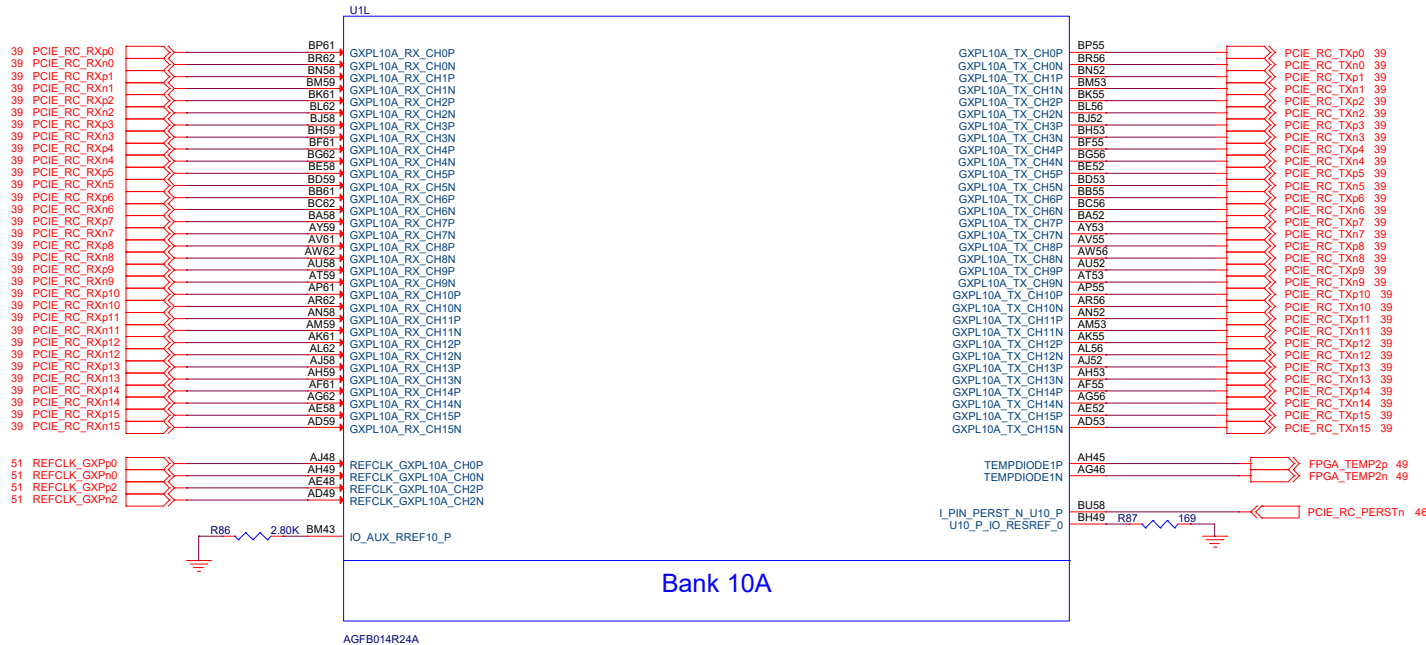 U1L
39 PCIE_RC_RXp0 BP61 GXPL10A_RX_CH0P GXPL10A_TX_CH0P BP55 PCIE_RC_TXp0 39
39 PCIE_RC_RXn0 BR62 GXPL10A_RX_CH0N GXPL10A_TX_CH0N BR56 PCIE_RC_TXn0 39
39 PCIE_RC_RXp1 BN58 GXPL10A_RX_CH1P GXPL10A_TX_CH1P BN52 PCIE_RC_TXp1 39
39 PCIE_RC_RXn1 BM59 GXPL10A_RX_CH1N GXPL10A_TX_CH1N BM53 PCIE_RC_TXn1 39
39 PCIE_RC_RXp2 BK61 GXPL10A_RX_CH2P GXPL10A_TX_CH2P BK55 PCIE_RC_TXp2 39
39 PCIE_RC_RXn2 BL62 GXPL10A_RX_CH2N GXPL10A_TX_CH2N BL56 PCIE_RC_TXn2 39
39 PCIE_RC_RXp3 BJ58 GXPL10A_RX_CH3P GXPL10A_TX_CH3P BJ52 PCIE_RC_TXp3 39
39 PCIE_RC_RXn3 BH59 GXPL10A_RX_CH3N GXPL10A_TX_CH3N BH53 PCIE_RC_TXn3 39
39 PCIE_RC_RXp4 BF61 GXPL10A_RX_CH4P GXPL10A_TX_CH4P BF55 PCIE_RC_TXp4 39
39 PCIE_RC_RXn4 BG62 GXPL10A_RX_CH4N GXPL10A_TX_CH4N BG56 PCIE_RC_TXn4 39
39 PCIE_RC_RXp5 BE58 GXPL10A_RX_CH5P GXPL10A_TX_CH5P BE52 PCIE_RC_TXp5 39
39 PCIE_RC_RXn5 BD59 GXPL10A_RX_CH5N GXPL10A_TX_CH5N BD53 PCIE_RC_TXn5 39
39 PCIE_RC_RXp6 BB61 GXPL10A_RX_CH6P GXPL10A_TX_CH6P BB55 PCIE_RC_TXp6 39
39 PCIE_RC_RXn6 BC62 GXPL10A_RX_CH6N GXPL10A_TX_CH6N BC56 PCIE_RC_TXn6 39
39 PCIE_RC_RXp7 BA58 GXPL10A_RX_CH7P GXPL10A_TX_CH7P BA52 PCIE_RC_TXp7 39
39 PCIE_RC_RXn7 AY59 GXPL10A_RX_CH7N GXPL10A_TX_CH7N AY53 PCIE_RC_TXn7 39
39 PCIE_RC_RXp8 AV61 GXPL10A_RX_CH8P GXPL10A_TX_CH8P AV55 PCIE_RC_TXp8 39
39 PCIE_RC_RXn8 AW62 GXPL10A_RX_CH8N GXPL10A_TX_CH8N AW56 PCIE_RC_TXn8 39
39 PCIE_RC_RXp9 AU58 GXPL10A_RX_CH9P GXPL10A_TX_CH9P AU52 PCIE_RC_TXp9 39
39 PCIE_RC_RXn9 AT59 GXPL10A_RX_CH9N GXPL10A_TX_CH9N AT53 PCIE_RC_TXn9 39
39 PCIE_RC_RXp10 AP61 GXPL10A_RX_CH10P GXPL10A_TX_CH10P AP55 PCIE_RC_TXp10 39
39 PCIE_RC_RXn10 AR62 GXPL10A_RX_CH10N GXPL10A_TX_CH10N AR56 PCIE_RC_TXn10 39
39 PCIE_RC_RXp11 AN58 GXPL10A_RX_CH11P GXPL10A_TX_CH11P AN52 PCIE_RC_TXp11 39
39 PCIE_RC_RXn11 AM59 GXPL10A_RX_CH11N GXPL10A_TX_CH11N AM53 PCIE_RC_TXn11 39
39 PCIE_RC_RXp12 AK61 GXPL10A_RX_CH12P GXPL10A_TX_CH12P AK55 PCIE_RC_TXp12 39
39 PCIE_RC_RXn12 AL62 GXPL10A_RX_CH12N GXPL10A_TX_CH12N AL56 PCIE_RC_TXn12 39
39 PCIE_RC_RXp13 AJ58 GXPL10A_RX_CH13P GXPL10A_TX_CH13P AJ52 PCIE_RC_TXp13 39
39 PCIE_RC_RXn13 AH59 GXPL10A_RX_CH13N GXPL10A_TX_CH13N AH53 PCIE_RC_TXn13 39
39 PCIE_RC_RXp14 AF61 GXPL10A_RX_CH14P GXPL10A_TX_CH14P AF55 PCIE_RC_TXp14 39
39 PCIE_RC_RXn14 AG62 GXPL10A_RX_CH14N GXPL10A_TX_CH14N AG56 PCIE_RC_TXn14 39
39 PCIE_RC_RXp15 AE58 GXPL10A_RX_CH15P GXPL10A_TX_CH15P AE52 PCIE_RC_TXp15 39
39 PCIE_RC_RXn15 AD59 GXPL10A_RX_CH15N GXPL10A_TX_CH15N AD53 PCIE_RC_TXn15 39
51 REFCLK_GXPp0 AJ48 REFCLK_GXPL10A_CH0P TEMPDIODE1P AH45 FPGA_TEMP2p 49
51 REFCLK_GXPn0 AH49 REFCLK_GXPL10A_CH0N TEMPDIODE1N AG46 FPGA_TEMP2n 49
51 REFCLK_GXPp2 AE48 REFCLK_GXPL10A_CH2P
51 REFCLK_GXPn2 AD49 REFCLK_GXPL10A_CH2N
I_PIN_PERST_N_U10_P BU58 PCIE_RC_PERSTn 46
U10_P_IO_RESREF_0 BH49 R87 169
R86 2.80K BM43 IO_AUX_RREF10_P
Bank 10A
AGFB014R24A